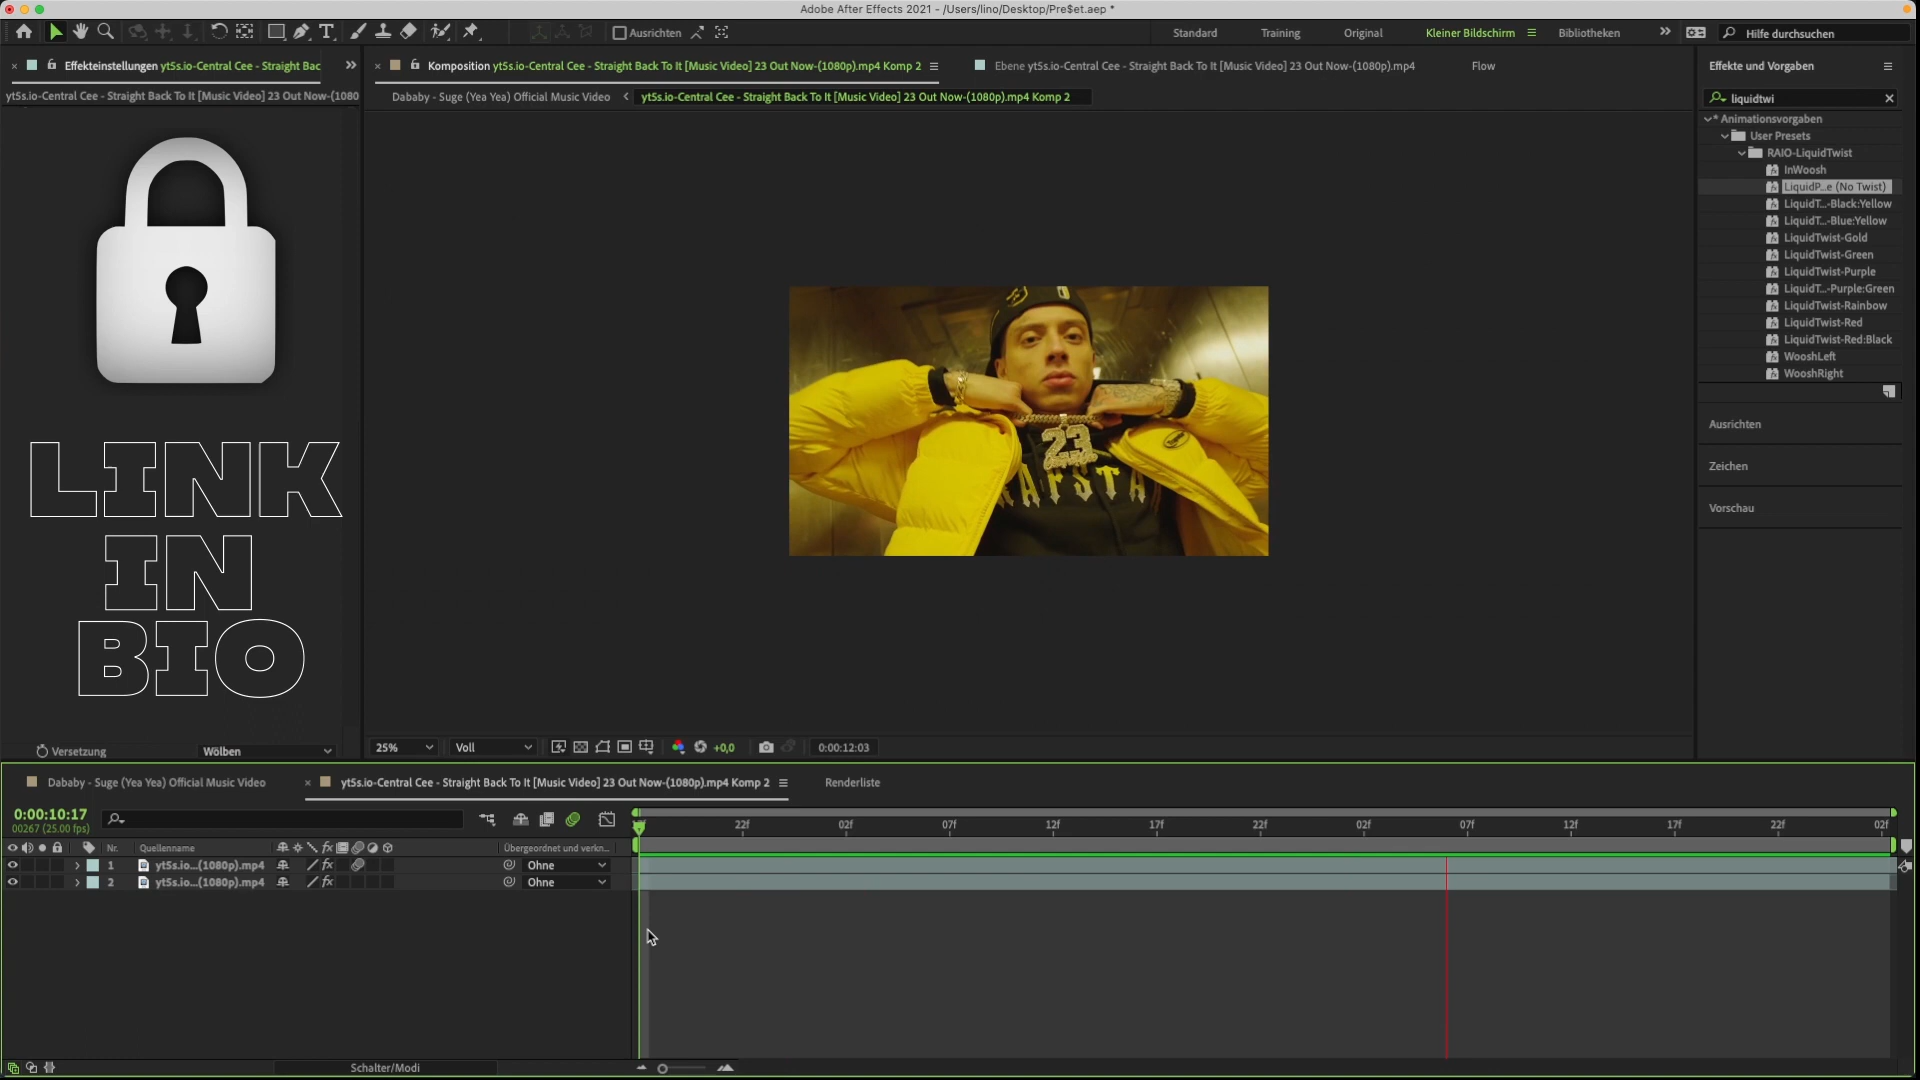 Adobe After Effects 2021 - /Users/lino/Desktop/Pre$et.aep *
Ausrichten
Standard
Training
Original
Kleiner Bildschirm
Bibliotheken
Hilfe durchsuchen
Effekteinstellungen yt5s.io-Central Cee - Straight Bac
Komposition yt5s.io-Central Cee - Straight Back To It [Music Video] 23 Out Now-(1080p).mp4 Komp 2
Ebene yt5s.io-Central Cee - Straight Back To It [Music Video] 23 Out Now-(1080p).mp4
Flow
Effekte und Vorgaben
yt5s.io-Central Cee - Straight Back To It [Music Video] 23 Out Now-(1080
Dababy - Suge (Yea Yea) Official Music Video
yt5s.io-Central Cee - Straight Back To It [Music Video] 23 Out Now-(1080p).mp4 Komp 2
liquidtwi
* Animationsvorgaben
User Presets
RAIO-LiquidTwist
InWoosh
LiquidP...e (No Twist)
LiquidT...-Black:Yellow
LiquidT...-Blue:Yellow
LiquidTwist-Gold
LiquidTwist-Green
LiquidTwist-Purple
LiquidT...-Purple:Green
LiquidTwist-Rainbow
LiquidTwist-Red
LiquidTwist-Red:Black
WooshLeft
WooshRight
Ausrichten
Zeichen
Vorschau
LINK
IN
BIO
23
Versetzung
Wölben
25%
Voll
+0,0
0:00:12:03
Dababy - Suge (Yea Yea) Official Music Video
yt5s.io-Central Cee - Straight Back To It [Music Video] 23 Out Now-(1080p).mp4 Komp 2
Renderliste
0:00:10:17
00267 (25.00 fps)
22f 02f 07f 12f 17f 22f 02f 07f 12f 17f 22f 02f
Nr.
Quellenname
Übergeordnet und verkn...
1 yt5s.io...(1080p).mp4
Ohne
2 yt5s.io...(1080p).mp4
Ohne
Schalter/Modi